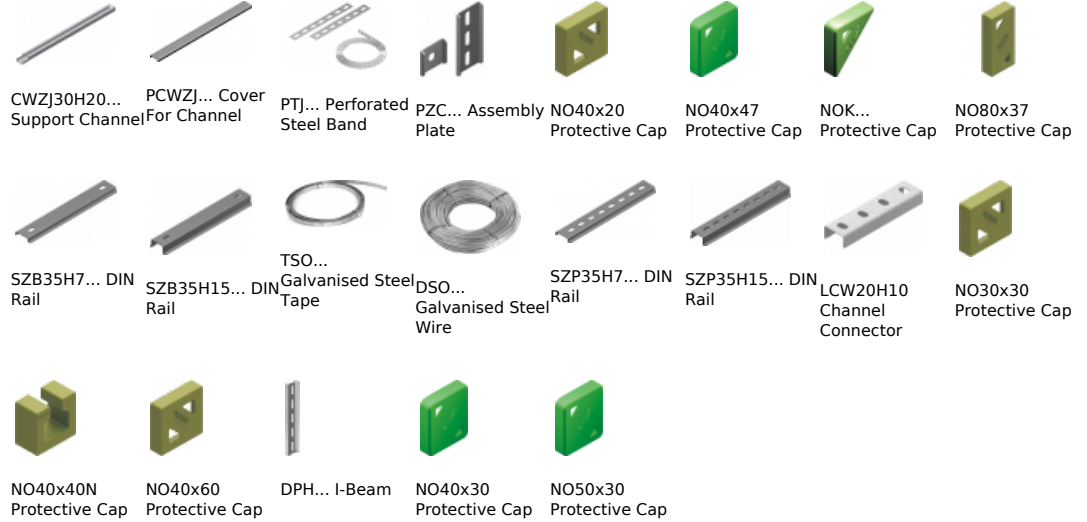 CWZJ30H20...
Support Channel
PCWZJ... Cover
For Channel
PTJ... Perforated
Steel Band
PZC... Assembly
Plate
NO40x20
Protective Cap
NO40x47
Protective Cap
NOK...
Protective Cap
NO80x37
Protective Cap
SZB35H7... DIN
Rail
SZB35H15... DIN
Rail
TSO...
Galvanised Steel
Tape
DSO...
Galvanised Steel
Wire
SZP35H7... DIN
Rail
SZP35H15... DIN
Rail
LCW20H10
Channel
Connector
NO30x30
Protective Cap
NO40x40N
Protective Cap
NO40x60
Protective Cap
DPH... I-Beam
NO40x30
Protective Cap
NO50x30
Protective Cap